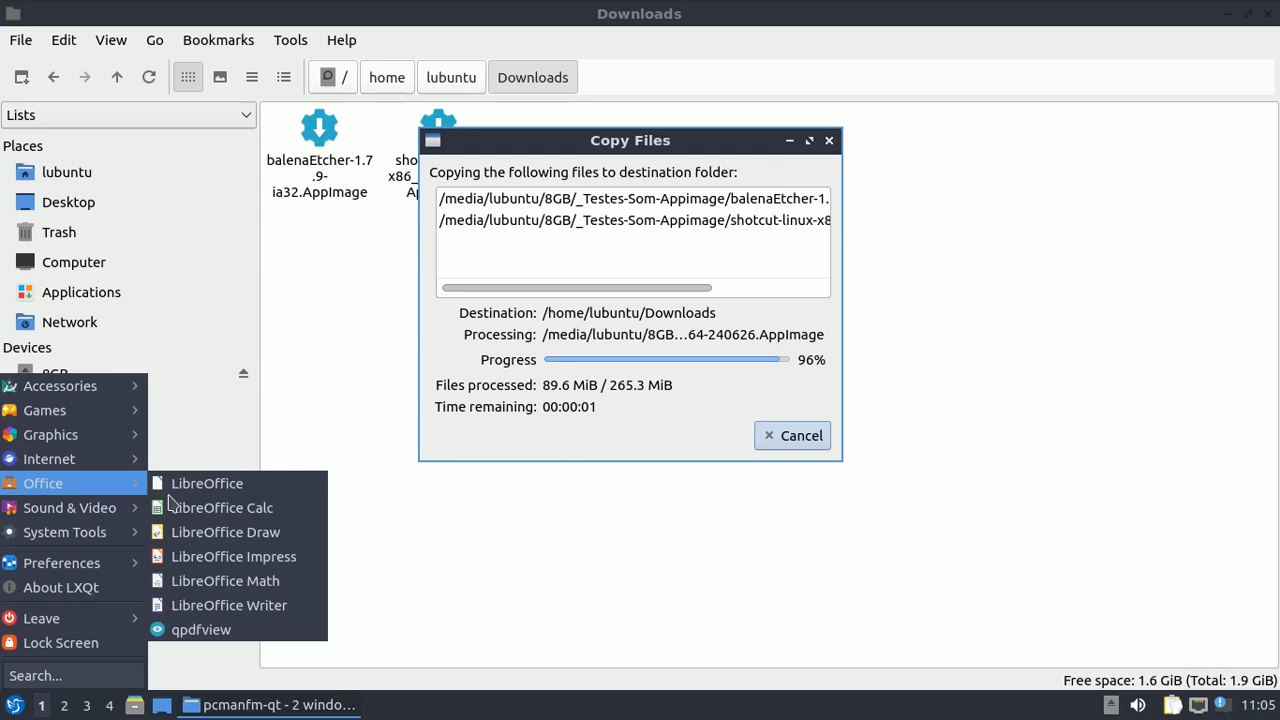 Downloads
File Edit View Go Bookmarks Tools Help
/ home lubuntu Downloads
Lists
Places
lubuntu
Desktop
Trash
Computer
Applications
Network
Devices
8GB
balenaEtcher-1.7
.9-
ia32.AppImage
sho
x86_
Ap
Copy Files
Copying the following files to destination folder:
/media/lubuntu/8GB/_Testes-Som-Appimage/balenaEtcher-1.
/media/lubuntu/8GB/_Testes-Som-Appimage/shotcut-linux-x8
Destination: /home/lubuntu/Downloads
Processing: /media/lubuntu/8GB…64-240626.AppImage
Progress 96%
Files processed: 89.6 MiB / 265.3 MiB
Time remaining: 00:00:01
Cancel
Accessories
Games
Graphics
Internet
Office
Sound & Video
System Tools
Preferences
About LXQt
Leave
Lock Screen
Search...
LibreOffice
LibreOffice Calc
LibreOffice Draw
LibreOffice Impress
LibreOffice Math
LibreOffice Writer
qpdfview
Free space: 1.6 GiB (Total: 1.9 GiB)
1 2 3 4 pcmanfm-qt - 2 windo… 11:05